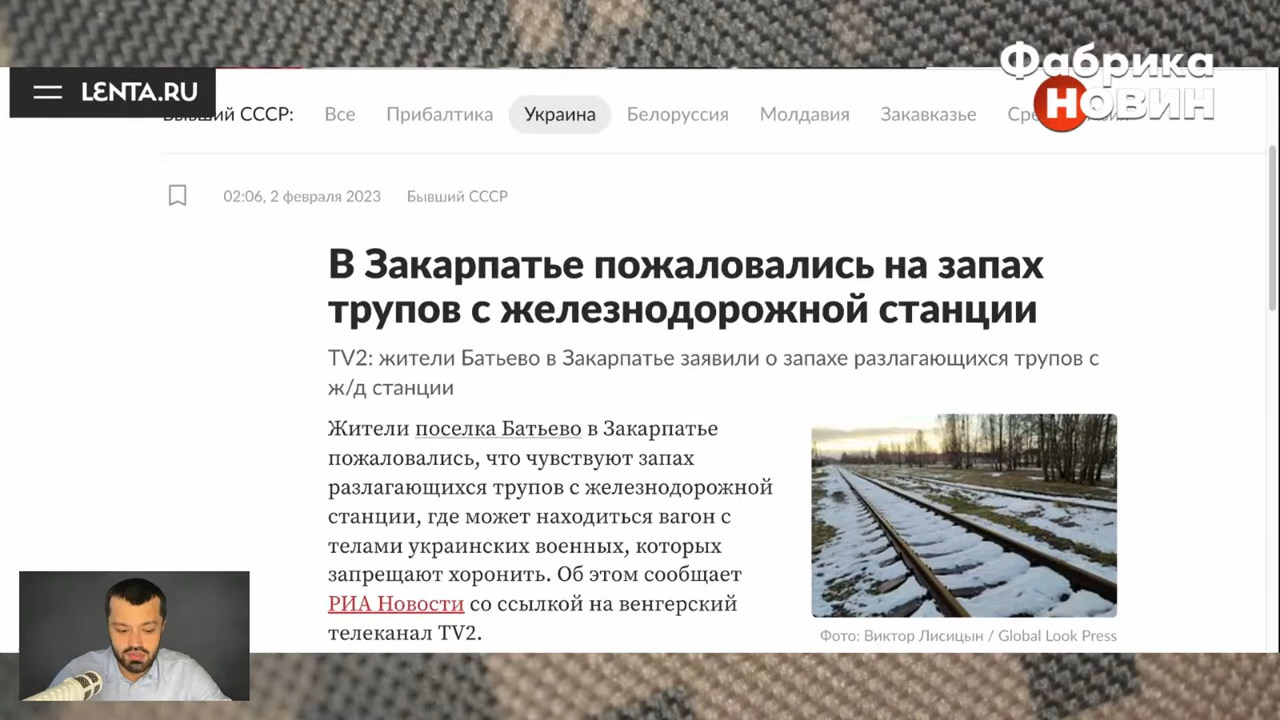 Фабрика
новин
LENTA.RU
Бывший СССР:
Все
Прибалтика
Украина
Белоруссия
Молдавия
Закавказье
02:06, 2 февраля 2023
Бывший СССР
В Закарпатье пожаловались на запах
трупов с железнодорожной станции
TV2: жители Батьево в Закарпатье заявили о запахе разлагающихся трупов с
ж/д станции
Жители поселка Батьево в Закарпатье
пожаловались, что чувствуют запах
разлагающихся трупов с железнодорожной
станции, где может находиться вагон с
телами украинских военных, которых
запрещают хоронить. Об этом сообщает
РИА Новости со ссылкой на венгерский
телеканал TV2.
Фото: Виктор Лисицын / Global Look Press